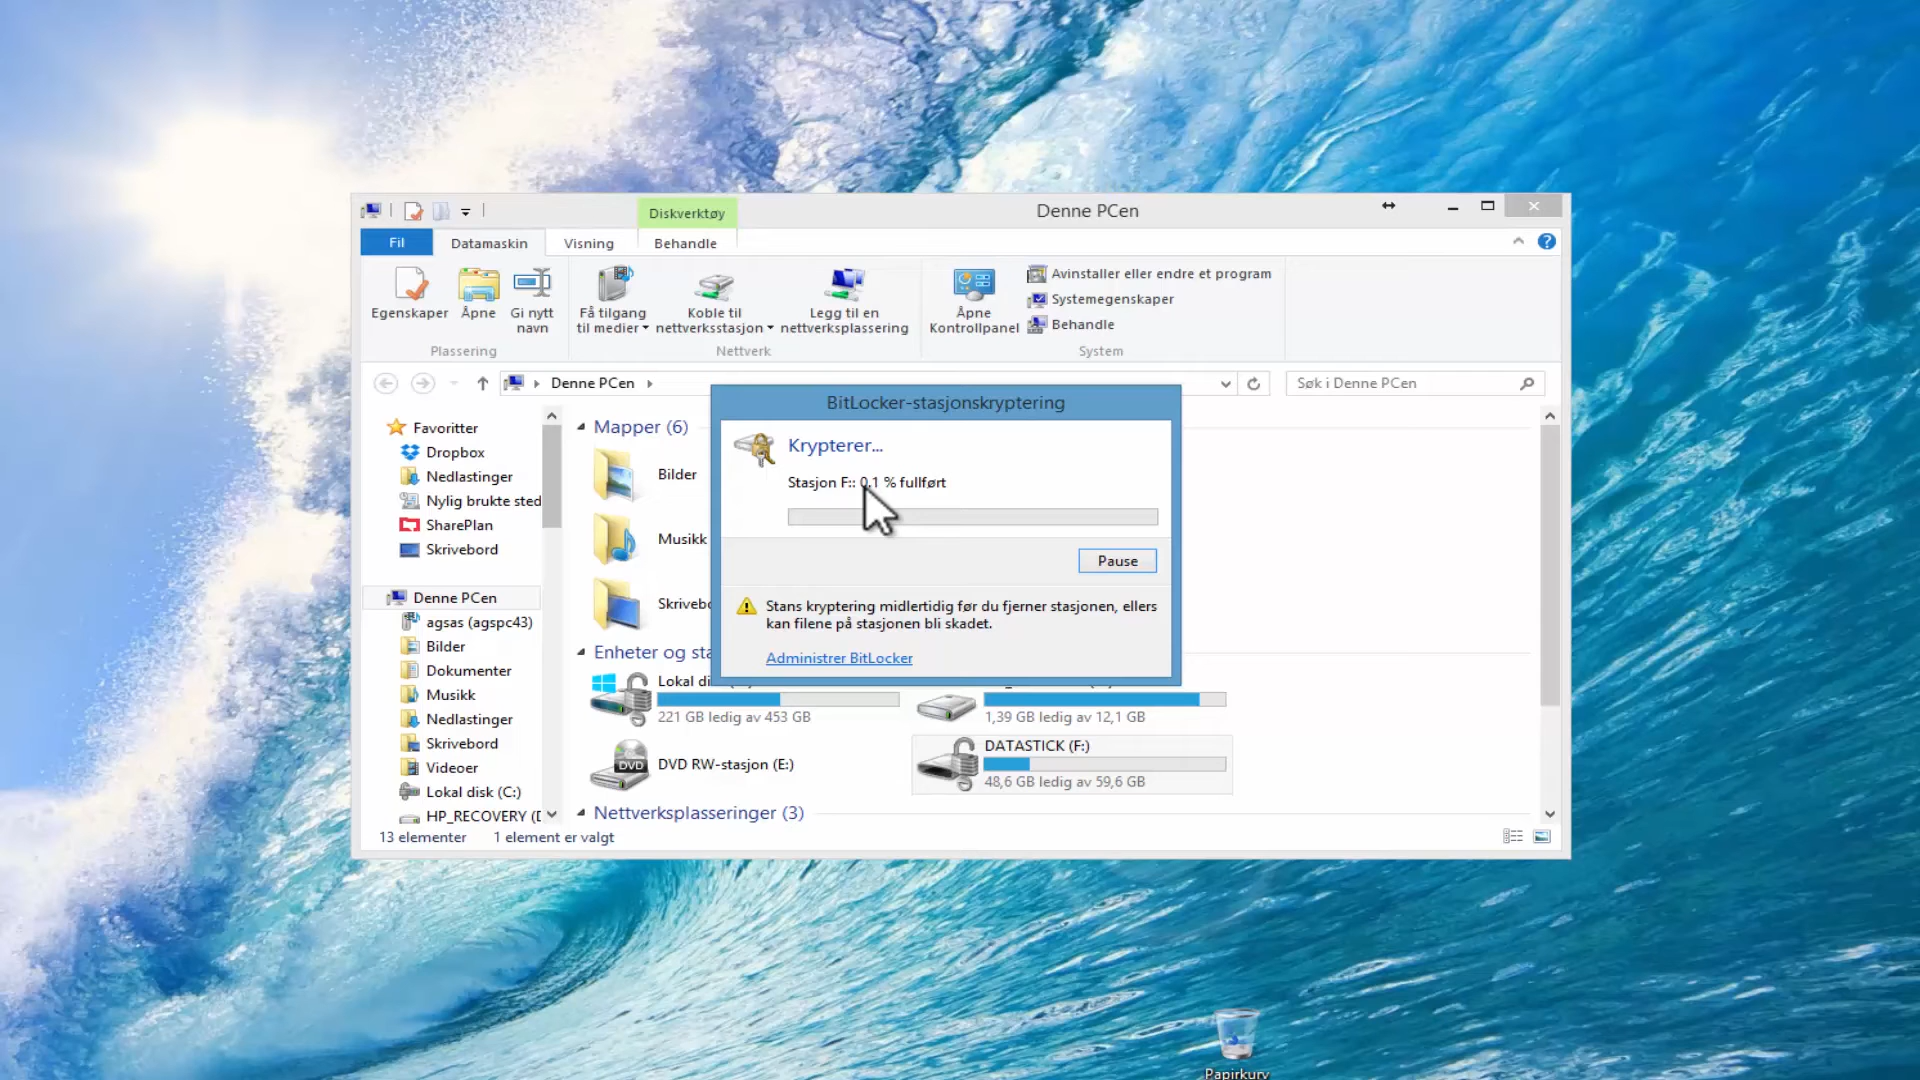 Diskverktøy
Denne PCen
Fil
Datamaskin
Visning
Behandle
Egenskaper
Åpne
Gi nytt
navn
Få tilgang
til medier
Koble til
nettverksstasjon
Legg til en
nettverksplassering
Åpne
Kontrollpanel
Avinstaller eller endre et program
Systemegenskaper
Behandle
Plassering
Nettverk
System
Denne PCen
Søk i Denne PCen
Favoritter
Dropbox
Nedlastinger
Nylig brukte sted
SharePlan
Skrivebord
Denne PCen
agsas (agspc43)
Bilder
Dokumenter
Musikk
Nedlastinger
Skrivebord
Videoer
Lokal disk (C:)
HP_RECOVERY (D
Mapper (6)
Bilder
Musikk
Skrivebo
Enheter og sta
Lokal di
221 GB ledig av 453 GB
1,39 GB ledig av 12,1 GB
DVD
DVD RW-stasjon (E:)
DATASTICK (F:)
48,6 GB ledig av 59,6 GB
Nettverksplasseringer (3)
BitLocker-stasjonskryptering
Krypterer...
Stasjon F:: 0,1 % fullført
Pause
Stans kryptering midlertidig før du fjerner stasjonen, ellers
kan filene på stasjonen bli skadet.
Administrer BitLocker
13 elementer
1 element er valgt
Papirkurv